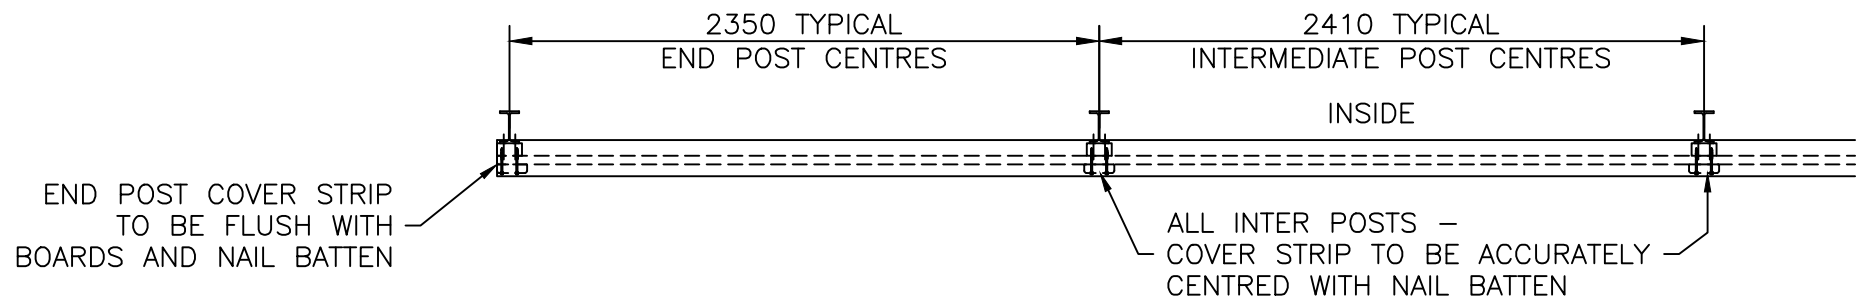 2350 TYPICAL
END POST CENTRES
2410 TYPICAL
INTERMEDIATE POST CENTRES
INSIDE
END POST COVER STRIP
TO BE FLUSH WITH
BOARDS AND NAIL BATTEN
ALL INTER POSTS –
COVER STRIP TO BE ACCURATELY
CENTRED WITH NAIL BATTEN